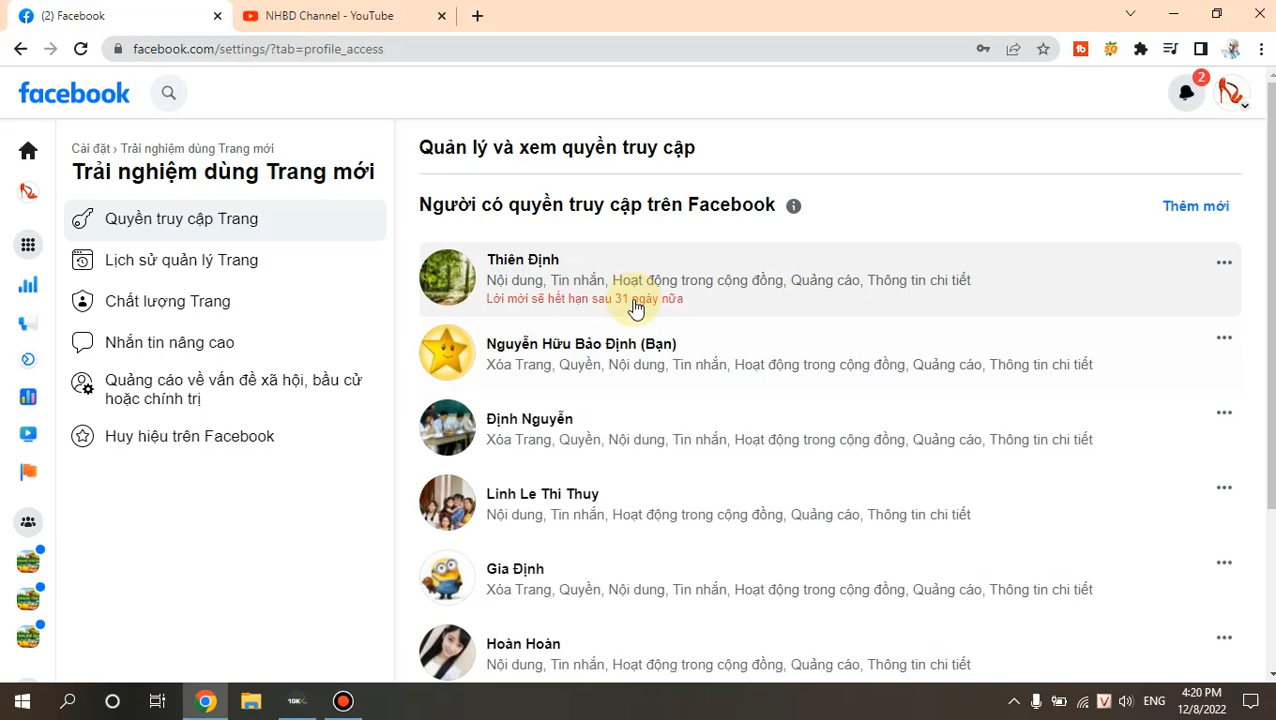 (2) Facebook
NHBD Channel - YouTube
facebook.com/settings/?tab=profile_access
facebook
2
Cài đặt › Trải nghiệm dùng Trang mới
Trải nghiệm dùng Trang mới
Quyền truy cập Trang
Lịch sử quản lý Trang
Chất lượng Trang
Nhắn tin nâng cao
Quảng cáo về vấn đề xã hội, bầu cử
hoặc chính trị
Huy hiệu trên Facebook
Quản lý và xem quyền truy cập
Người có quyền truy cập trên Facebook
Thêm mới
Thiên Định
Nội dung, Tin nhắn, Hoạt động trong cộng đồng, Quảng cáo, Thông tin chi tiết
Lời mời sẽ hết hạn sau 31 ngày nữa
Nguyễn Hữu Bảo Định (Bạn)
Xóa Trang, Quyền, Nội dung, Tin nhắn, Hoạt động trong cộng đồng, Quảng cáo, Thông tin chi tiết
Định Nguyễn
Xóa Trang, Quyền, Nội dung, Tin nhắn, Hoạt động trong cộng đồng, Quảng cáo, Thông tin chi tiết
Linh Le Thi Thuy
Nội dung, Tin nhắn, Hoạt động trong cộng đồng, Quảng cáo, Thông tin chi tiết
Gia Định
Xóa Trang, Quyền, Nội dung, Tin nhắn, Hoạt động trong cộng đồng, Quảng cáo, Thông tin chi tiết
Hoàn Hoàn
Nội dung, Tin nhắn, Hoạt động trong cộng đồng, Quảng cáo, Thông tin chi tiết
ENG
4:20 PM
12/8/2022